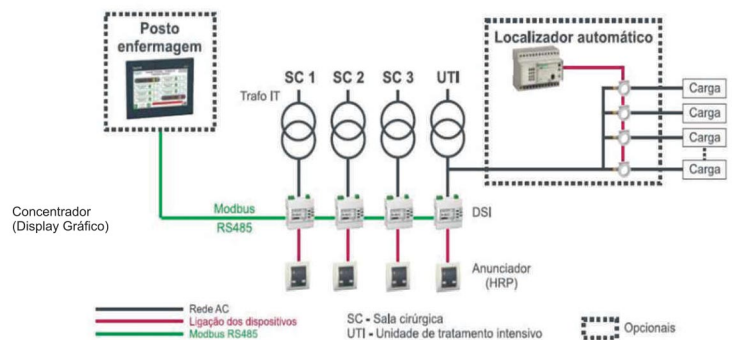 Posto
enfermagem
Localizador automático
SC 1 SC 2 SC 3 UTI
Trafo IT
Carga
Carga
Carga
Carga
Concentrador
(Display Gráfico)
Modbus
RS485
DSI
Anunciador
(HRP)
Rede AC
Ligação dos dispositivos
Modbus RS485
SC - Sala cirúrgica
UTI - Unidade de tratamento intensivo
Opcionais